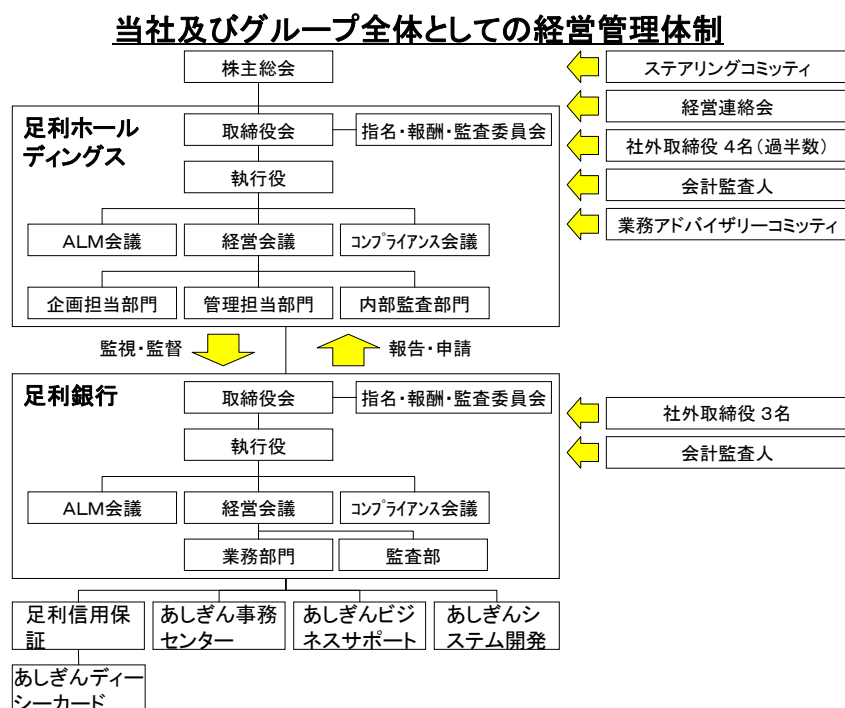 当社及びグループ全体としての経営管理体制
株主総会
ステアリングコミッティ
経営連絡会
社外取締役 4名(過半数)
会計監査人
業務アドバイザリーコミッティ
足利ホール
ディングス
取締役会
指名・報酬・監査委員会
執行役
ALM会議
経営会議
コンプライアンス会議
企画担当部門
管理担当部門
内部監査部門
監視・監督
報告・申請
足利銀行
取締役会
指名・報酬・監査委員会
社外取締役 3名
会計監査人
執行役
ALM会議
経営会議
コンプライアンス会議
業務部門
監査部
足利信用保
証
あしぎん事務
センター
あしぎんビジ
ネスサポート
あしぎんシ
ステム開発
あしぎんディー
シーカード